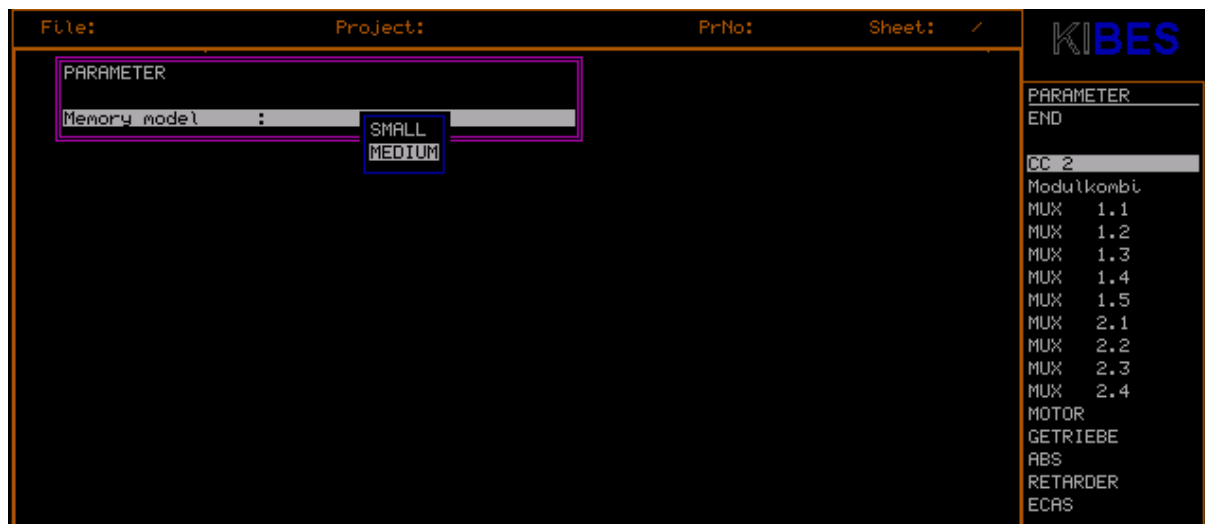 File: Project: PrNo: Sheet: /
KIBES
PARAMETER
Memory model :
SMALL
MEDIUM
PARAMETER
END
CC 2
Modulkombi
MUX 1.1
MUX 1.2
MUX 1.3
MUX 1.4
MUX 1.5
MUX 2.1
MUX 2.2
MUX 2.3
MUX 2.4
MOTOR
GETRIEBE
ABS
RETARDER
ECAS